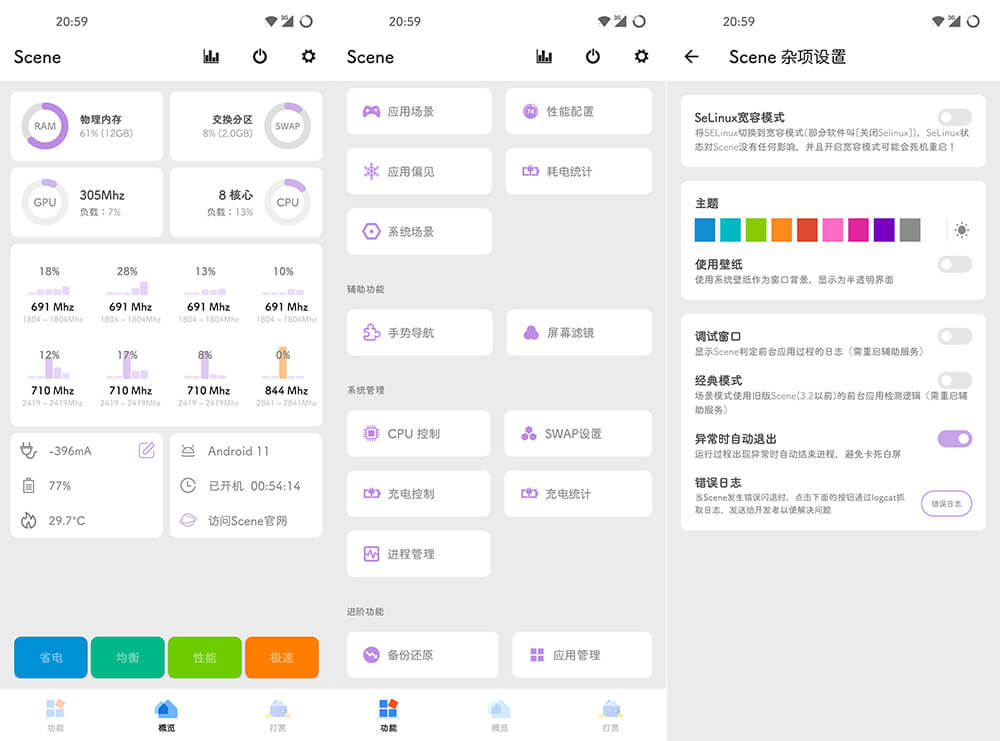 20:59
3G
Scene
RAM
物理内存
61% (12GB)
交换分区
8% (2.0GB)
SWAP
GPU
305Mhz
负载：7%
8 核心
负载：13%
CPU
18%
28%
13%
10%
691 Mhz
691 Mhz
691 Mhz
691 Mhz
1804 ~ 1804Mhz
1804 ~ 1804Mhz
1804 ~ 1804Mhz
1804 ~ 1804Mhz
12%
17%
8%
0%
710 Mhz
710 Mhz
710 Mhz
844 Mhz
2419 ~ 2419Mhz
2419 ~ 2419Mhz
2419 ~ 2419Mhz
2841 ~ 2841Mhz
-396mA
Android 11
77%
已开机 00:54:14
29.7°C
访问Scene官网
省电
均衡
性能
极速
功能
概览
打赏
20:59
3G
Scene
应用场景
74
性能配置
应用偏见
耗电统计
系统场景
辅助功能
手势导航
屏幕滤镜
系统管理
CPU 控制
SWAP设置
充电控制
充电统计
进程管理
进阶功能
备份还原
应用管理
功能
概览
打赏
20:59
3G
Scene 杂项设置
SeLinux宽容模式
将SELinux切换到宽容模式(部分软件叫[关闭Selinux])，SeLinux状
态对Scene没有任何影响，并且开启宽容模式可能会死机重启！
主题
使用壁纸
使用系统壁纸作为窗口背景，显示为半透明界面
调试窗口
显示Scene判定前台应用过程的日志（需重启辅助服务）
经典模式
场景模式使用旧版Scene(3.2以前)的前台应用检测逻辑（需重启辅
助服务）
异常时自动退出
运行过程出现异常时自动结束进程，避免卡死白屏
错误日志
当Scene发生错误闪退时，点击下面的按钮通过logcat抓
取日志，发送给开发者以便解决问题
错误日志